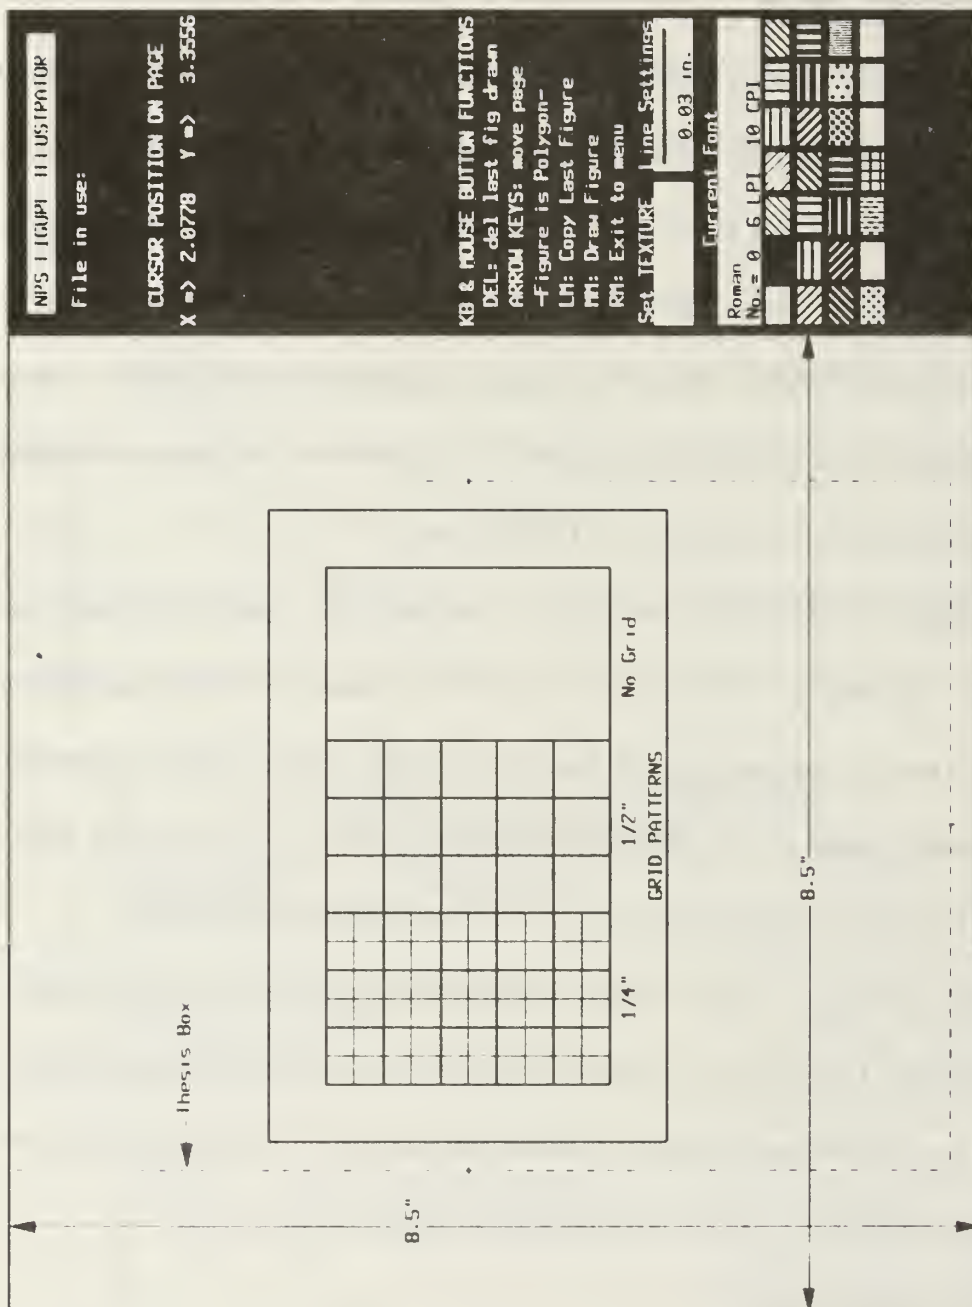 NPS FIGURE ILLUSTRATOR
File in use:
CURSOR POSITION ON PAGE
X => 2.0778 Y => 3.3556
KB & MOUSE BUTTON FUNCTIONS
DEL: del last fig drawn
ARROW KEYS: move page
-Figure is Polygon-
LM: Copy Last Figure
MM: Draw Figure
RM: Exit to menu
Set TEXTURE Line Settings
0.03 in.
Current Font
Roman
No.= 0 6 LPI 10 CPI
Thesis Box
8.5"
1/4" 1/2" No Grid
GRID PATTERNS
8.5"